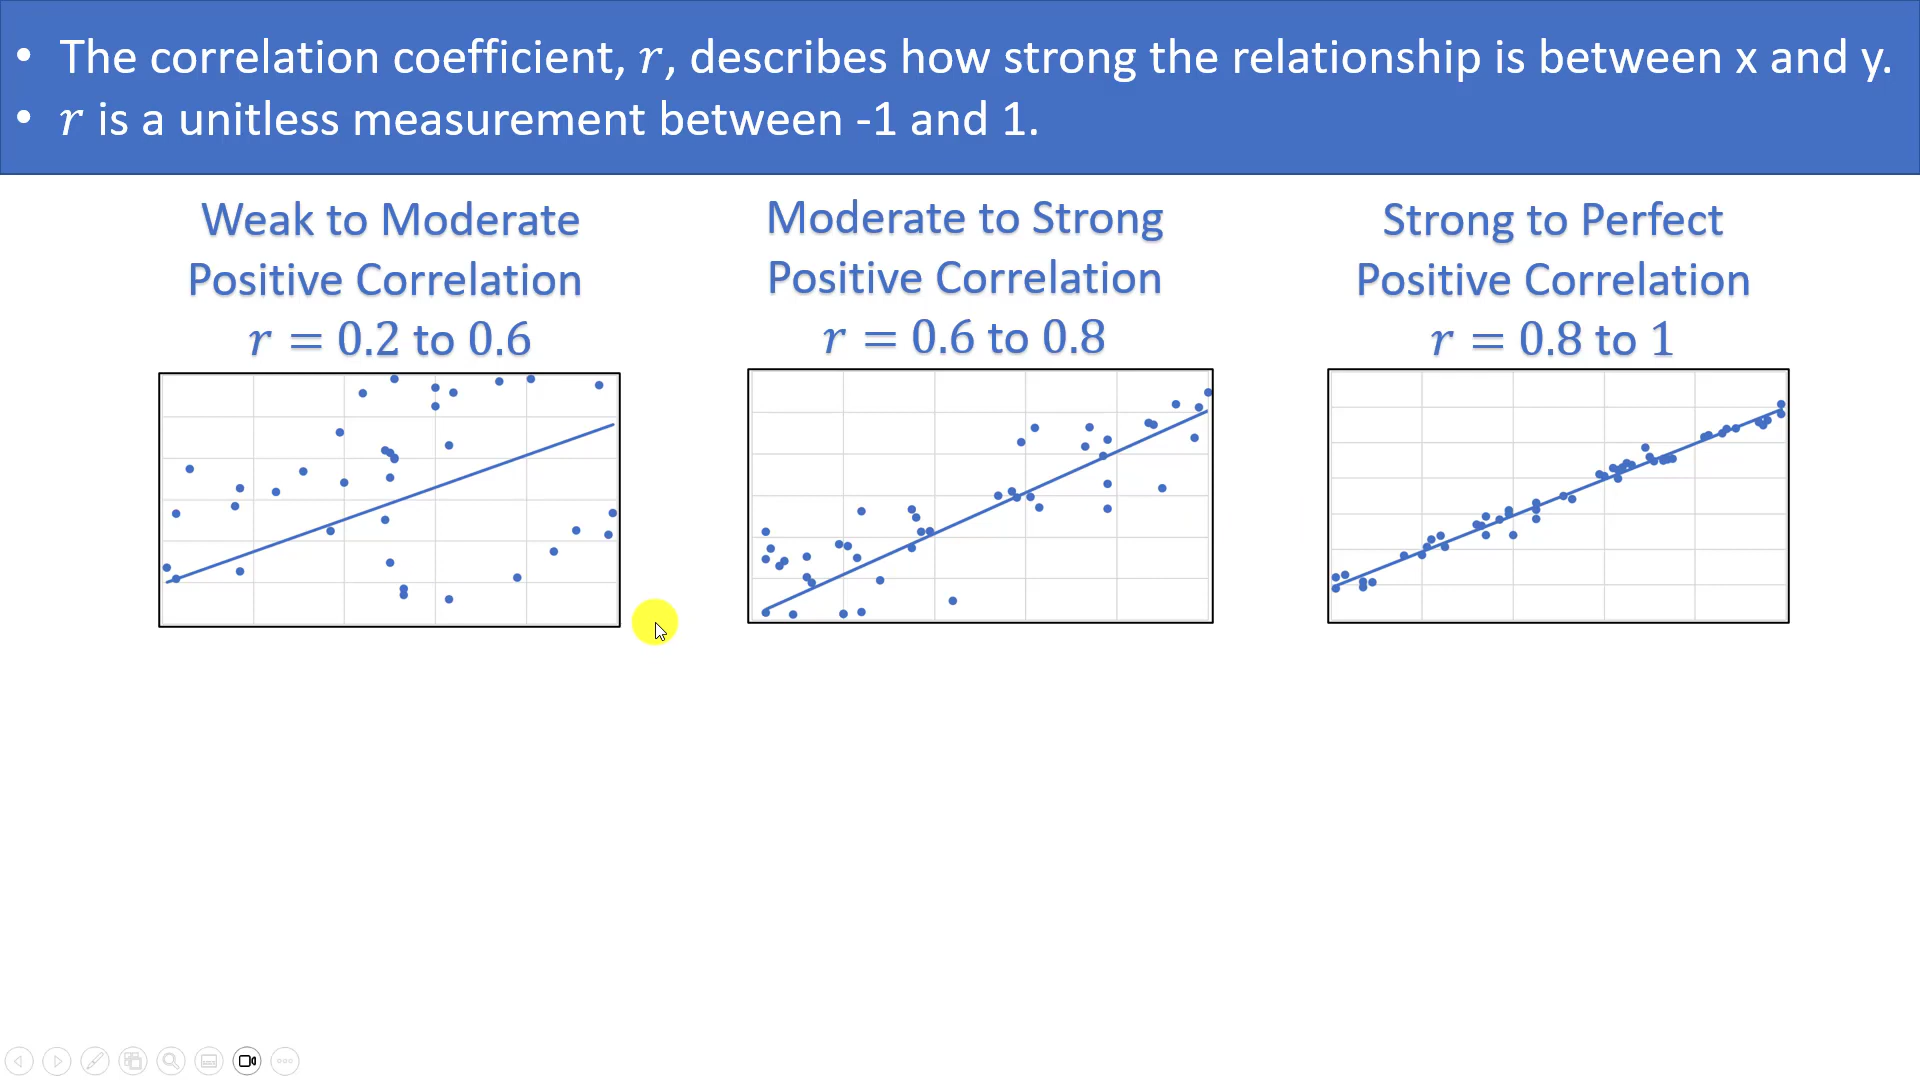 • The correlation coefficient, 𝑟, describes how strong the relationship is between x and y.
• 𝑟 is a unitless measurement between -1 and 1.
Weak to Moderate
Positive Correlation
𝑟 = 0.2 to 0.6
Moderate to Strong
Positive Correlation
𝑟 = 0.6 to 0.8
Strong to Perfect
Positive Correlation
𝑟 = 0.8 to 1